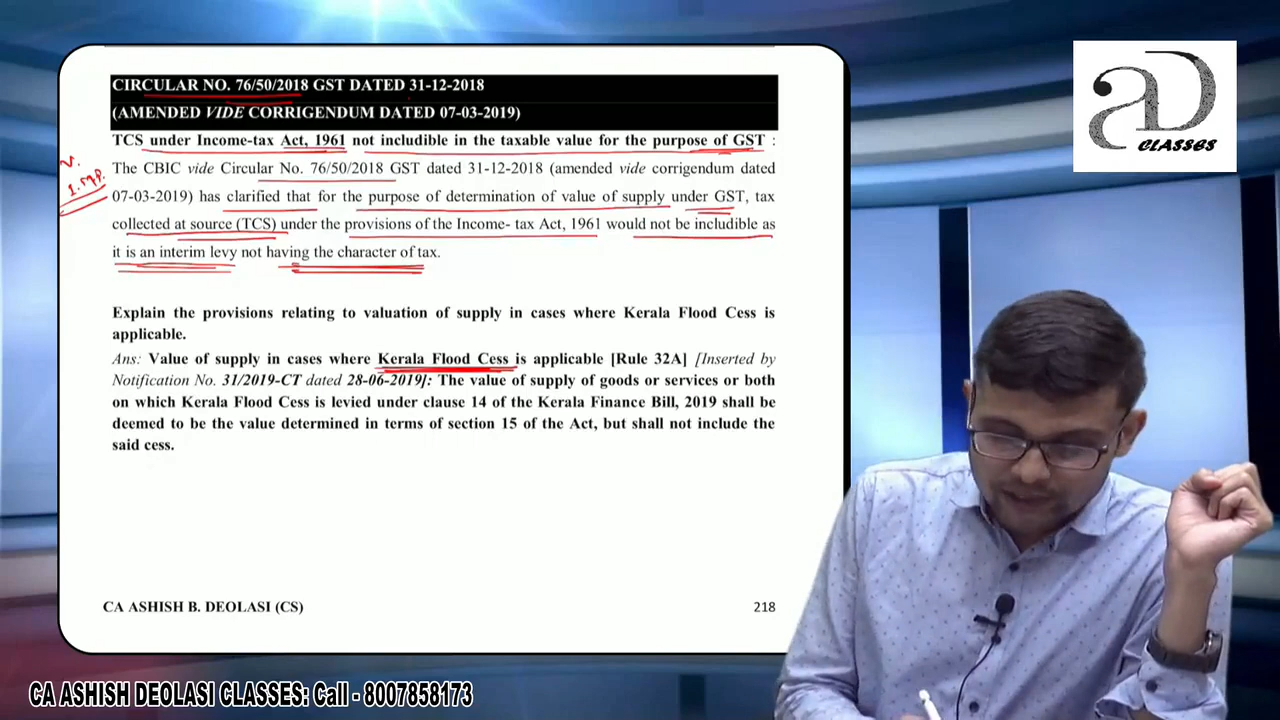 CIRCULAR NO. 76/50/2018 GST DATED 31-12-2018
(AMENDED VIDE CORRIGENDUM DATED 07-03-2019)
TCS under Income-tax Act, 1961 not includible in the taxable value for the purpose of GST :
The CBIC vide Circular No. 76/50/2018 GST dated 31-12-2018 (amended vide corrigendum dated
07-03-2019) has clarified that for the purpose of determination of value of supply under GST, tax
collected at source (TCS) under the provisions of the Income- tax Act, 1961 would not be includible as
it is an interim levy not having the character of tax.
Explain the provisions relating to valuation of supply in cases where Kerala Flood Cess is
applicable.
Ans: Value of supply in cases where Kerala Flood Cess is applicable [Rule 32A] [Inserted by
Notification No. 31/2019-CT dated 28-06-2019]: The value of supply of goods or services or both
on which Kerala Flood Cess is levied under clause 14 of the Kerala Finance Bill, 2019 shall be
deemed to be the value determined in terms of section 15 of the Act, but shall not include the
said cess.
CA ASHISH B. DEOLASI (CS) 218
AD
CLASSES
CA ASHISH DEOLASI CLASSES: Call - 8007858173